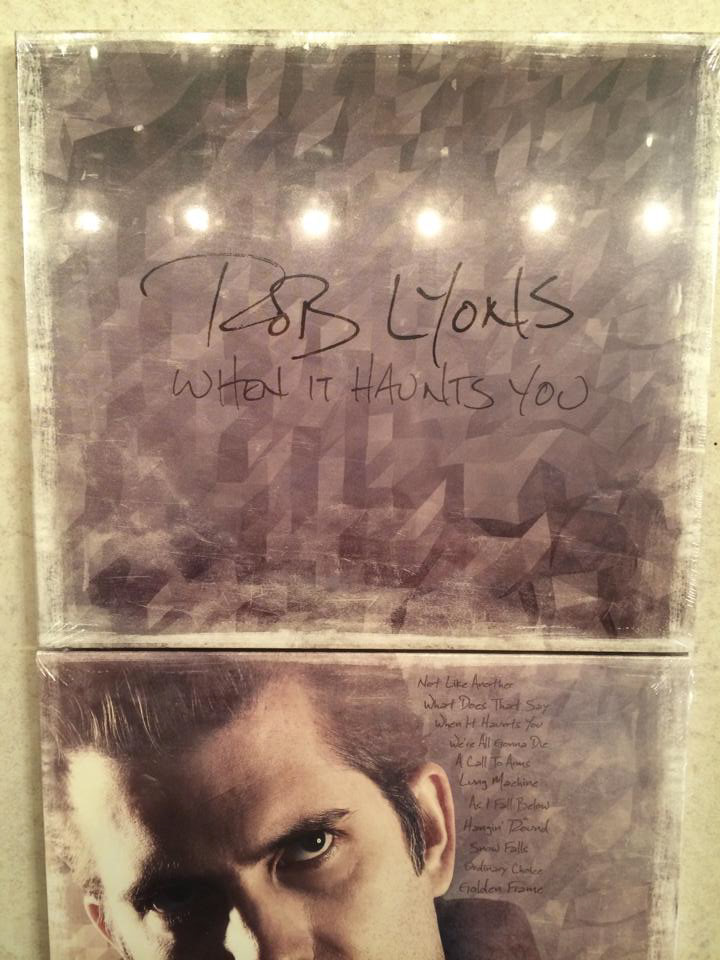 ROB LYONS
WHEN IT HAUNTS YOU
Not Like Another
What Does That Say
When It Haunts You
We're All Gonna Die
A Call To Arms
Lung Machine
As I Fall Below
Hangin' Round
Snow Falls
Ordinary Choice
Golden Frame